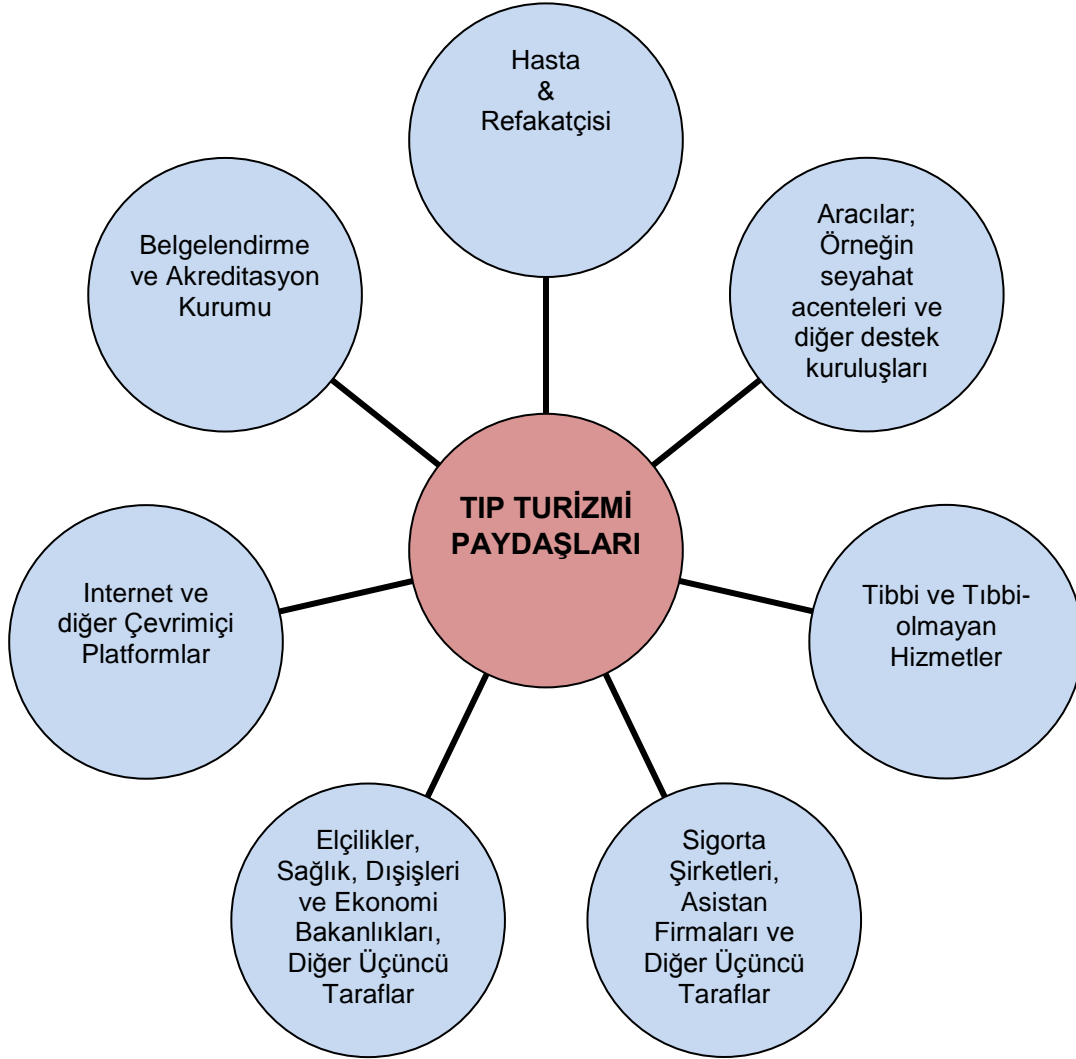 Hasta
&
Refakatçisi
Aracılar;
Örneğin
seyahat
acenteleri ve
diğer destek
kuruluşları
Belgelendirme
ve Akreditasyon
Kurumu
TIP TURİZMİ
PAYDAŞLARI
Internet ve
diğer Çevrimiçi
Platformlar
Tibbi ve Tıbbi-
olmayan
Hizmetler
Elçilikler,
Sağlık, Dışişleri
ve Ekonomi
Bakanlıkları,
Diğer Üçüncü
Taraflar
Sigorta
Şirketleri,
Asistan
Firmaları ve
Diğer Üçüncü
Taraflar